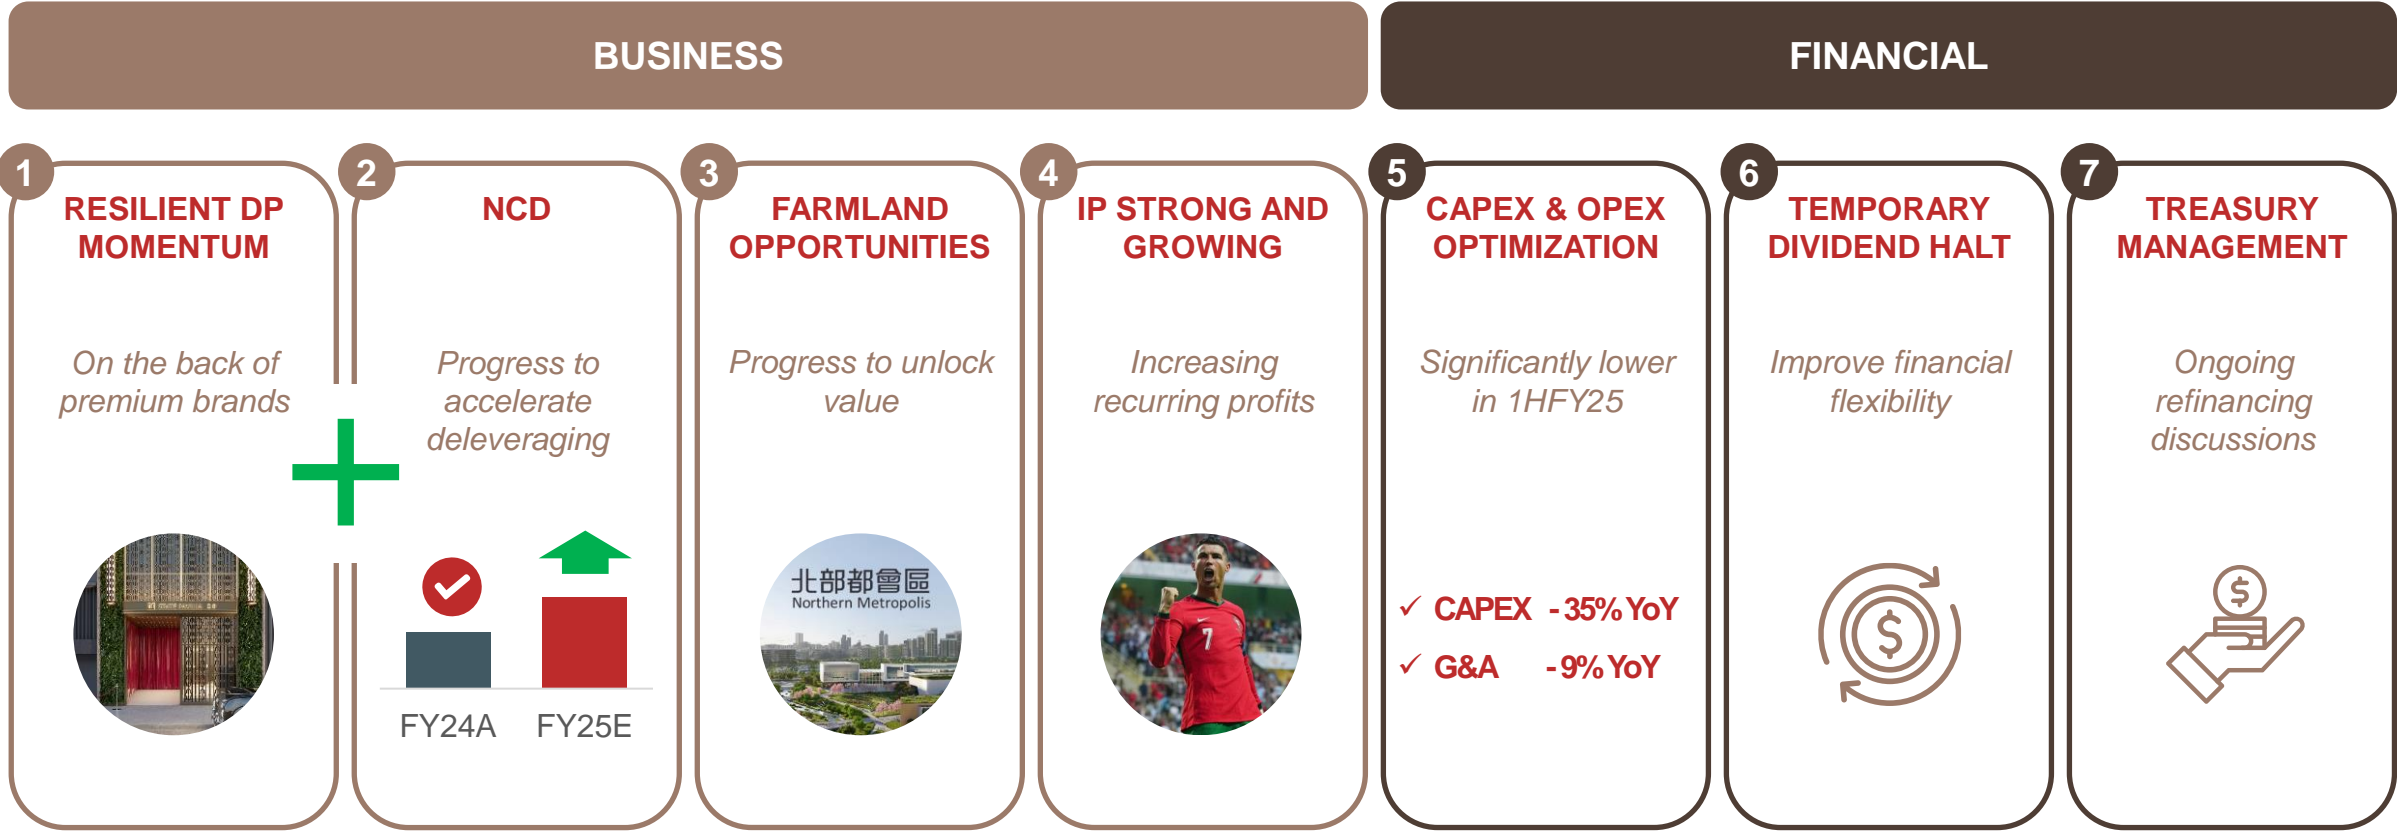 BUSINESS
FINANCIAL
1
RESILIENT DP
MOMENTUM
On the back of
premium brands
2
NCD
Progress to
accelerate
deleveraging
FY24A
FY25E
3
FARMLAND
OPPORTUNITIES
Progress to unlock
value
北部都會區
Northern Metropolis
4
IP STRONG AND
GROWING
Increasing
recurring profits
7
5
CAPEX & OPEX
OPTIMIZATION
Significantly lower
in 1HFY25
✓ CAPEX - 35% YoY
✓ G&A - 9% YoY
6
TEMPORARY
DIVIDEND HALT
Improve financial
flexibility
$
7
TREASURY
MANAGEMENT
Ongoing
refinancing
discussions
$